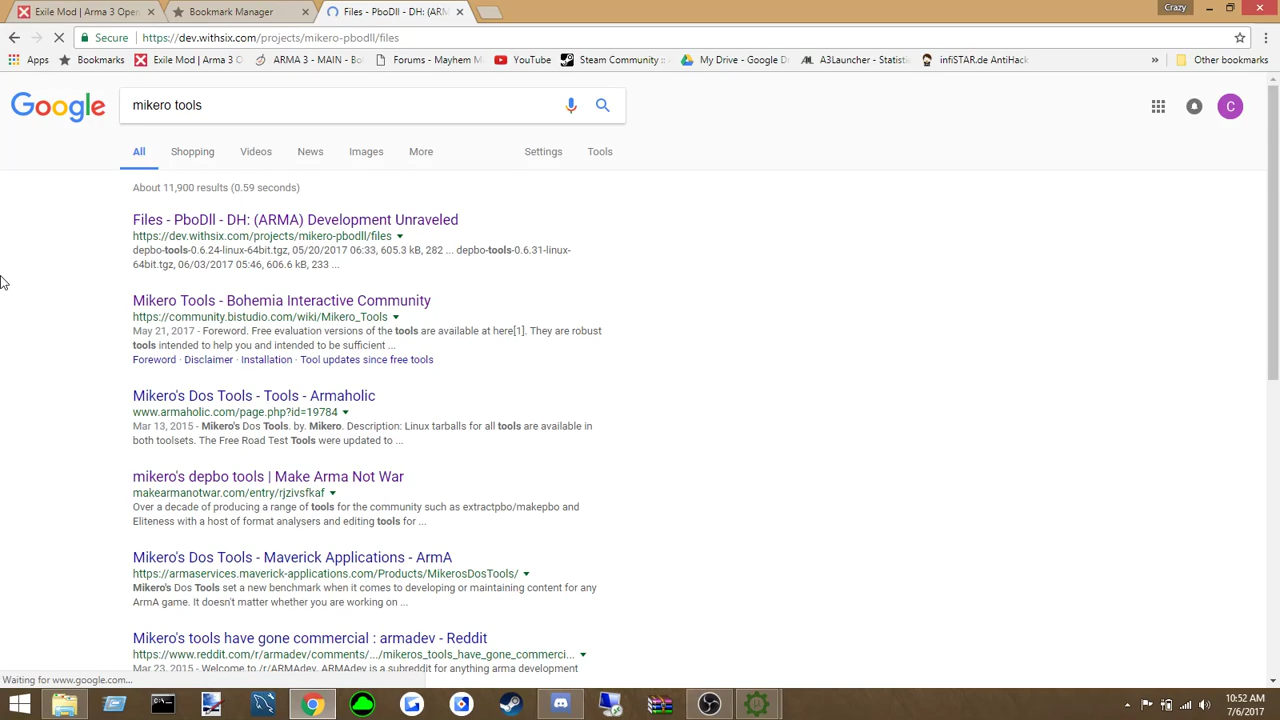 Exile Mod | Arma 3 Open
Bookmark Manager
Files - PboDll - DH: (ARM
Crazy
Secure
https://dev.withsix.com/projects/mikero-pbodll/files
Apps
Bookmarks
Exile Mod | Arma 3 O
ARMA 3 - MAIN - Bo
Forums - Mayhem M
YouTube
Steam Community ::
My Drive - Google D
A3Launcher - Statisti
infiSTAR.de AntiHack
»
Other bookmarks
Google
mikero tools
C
All
Shopping
Videos
News
Images
More
Settings
Tools
About 11,900 results (0.59 seconds)
Files - PboDll - DH: (ARMA) Development Unraveled
https://dev.withsix.com/projects/mikero-pbodll/files
depbo-tools-0.6.24-linux-64bit.tgz, 05/20/2017 06:33, 605.3 kB, 282 ... depbo-tools-0.6.31-linux-
64bit.tgz, 06/03/2017 05:46, 606.6 kB, 233 ...
Mikero Tools - Bohemia Interactive Community
https://community.bistudio.com/wiki/Mikero_Tools
May 21, 2017 - Foreword. Free evaluation versions of the tools are available at here[1]. They are robust
tools intended to help you and intended to be sufficient ...
Foreword · Disclaimer · Installation · Tool updates since free tools
Mikero's Dos Tools - Tools - Armaholic
www.armaholic.com/page.php?id=19784
Mar 13, 2015 - Mikero's Dos Tools. by. Mikero. Description: Linux tarballs for all tools are available in
both toolsets. The Free Road Test Tools were updated to ...
mikero's depbo tools | Make Arma Not War
makearmanotwar.com/entry/rjzivsfkaf
Over a decade of producing a range of tools for the community such as extractpbo/makepbo and
Eliteness with a host of format analysers and editing tools for ...
Mikero's Dos Tools - Maverick Applications - ArmA
https://armaservices.maverick-applications.com/Products/MikerosDosTools/
Mikero's Dos Tools set a new benchmark when it comes to developing or maintaining content for any
ArmA game. It doesn't matter whether you are working on ...
Mikero's tools have gone commercial : armadev - Reddit
https://www.reddit.com/r/armadev/comments/.../mikeros_tools_have_gone_commerci...
Mar 23, 2015 - Welcome to /r/ARMAdev. ARMAdev is a subreddit for anything arma development
Waiting for www.google.com...
10:52 AM
7/6/2017